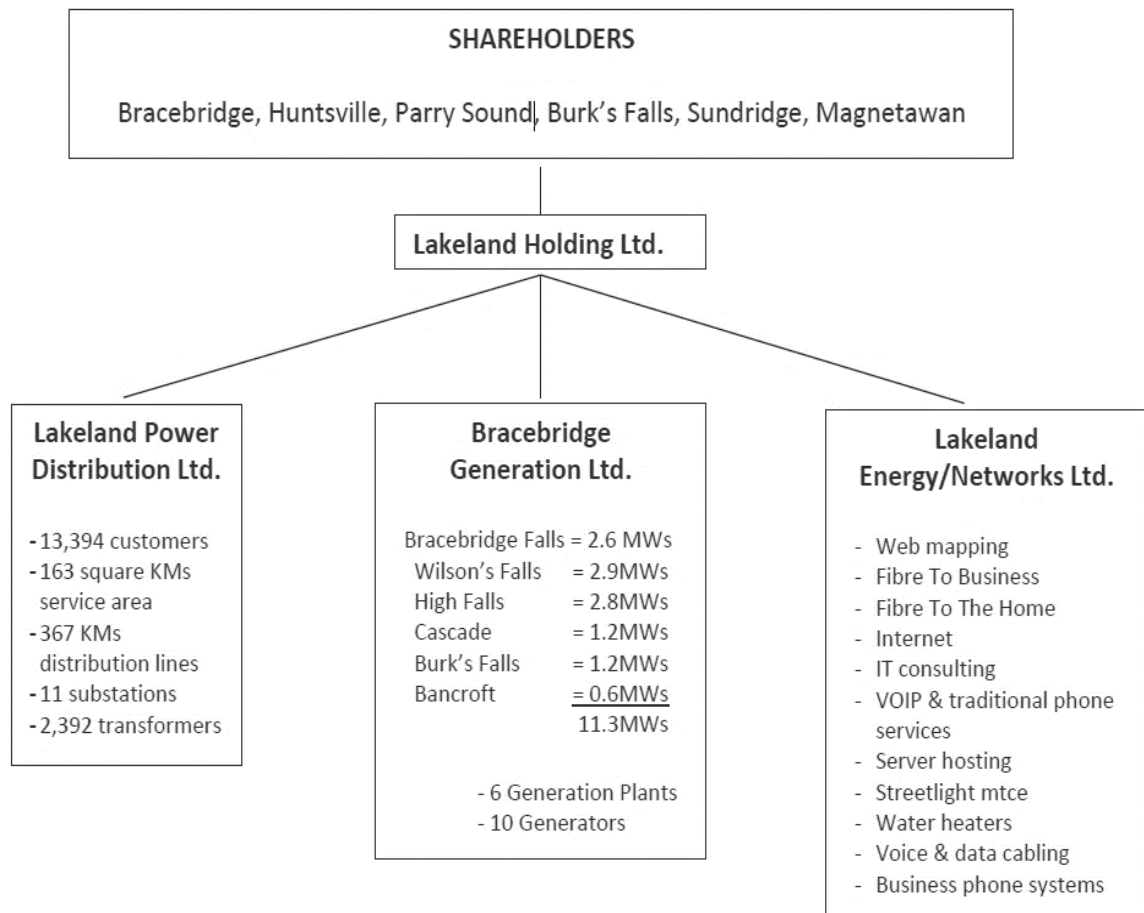 SHAREHOLDERS
Bracebridge, Huntsville, Parry Sound, Burk's Falls, Sundridge, Magnetawan
Lakeland Holding Ltd.
Lakeland Power
Distribution Ltd.
-13,394 customers
-163 square KMs
service area
-367 KMs
distribution lines
-11 substations
-2,392 transformers
Bracebridge
Generation Ltd.
Bracebridge Falls = 2.6 MWs
Wilson's Falls = 2.9MWs
High Falls = 2.8MWs
Cascade = 1.2MWs
Burk's Falls = 1.2MWs
Bancroft = 0.6MWs
11.3MWs
- 6 Generation Plants
- 10 Generators
Lakeland
Energy/Networks Ltd.
- Web mapping
- Fibre To Business
- Fibre To The Home
- Internet
- IT consulting
- VOIP & traditional phone
services
- Server hosting
- Streetlight mtce
- Water heaters
- Voice & data cabling
- Business phone systems